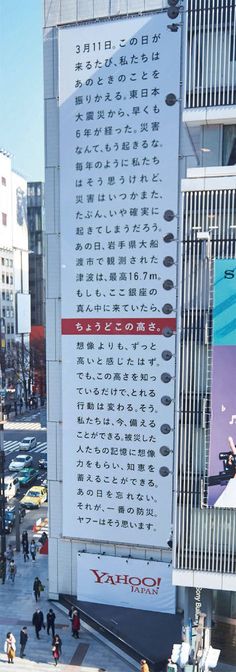 3月11日。この日が
来るたび、私たちは
あのときのことを
振りかえる。東日本
大震災から、早くも
6年が経った。災害
なんて、もう起きるな。
毎年のように私たち
はそう思うけれど、
災害はいつかまた、
たぶん、いや確実に
起きてしまうだろう。
あの日、岩手県大船
渡市で観測された
津波は、最高16.7m。
もしも、ここ銀座の
真ん中に来ていたら、
ちょうどこの高さ。
想像よりも、ずっと
高いと感じたはず。
でも、この高さを知っ
ているだけで、とれる
行動は変わる。そう。
私たちは、今、備える
ことができる。被災した
人たちの記憶に想像
力をもらい、知恵を
蓄えることができる。
あの日を忘れない。
それが、一番の防災。
ヤフーはそう思います。
YAHOO!
JAPAN